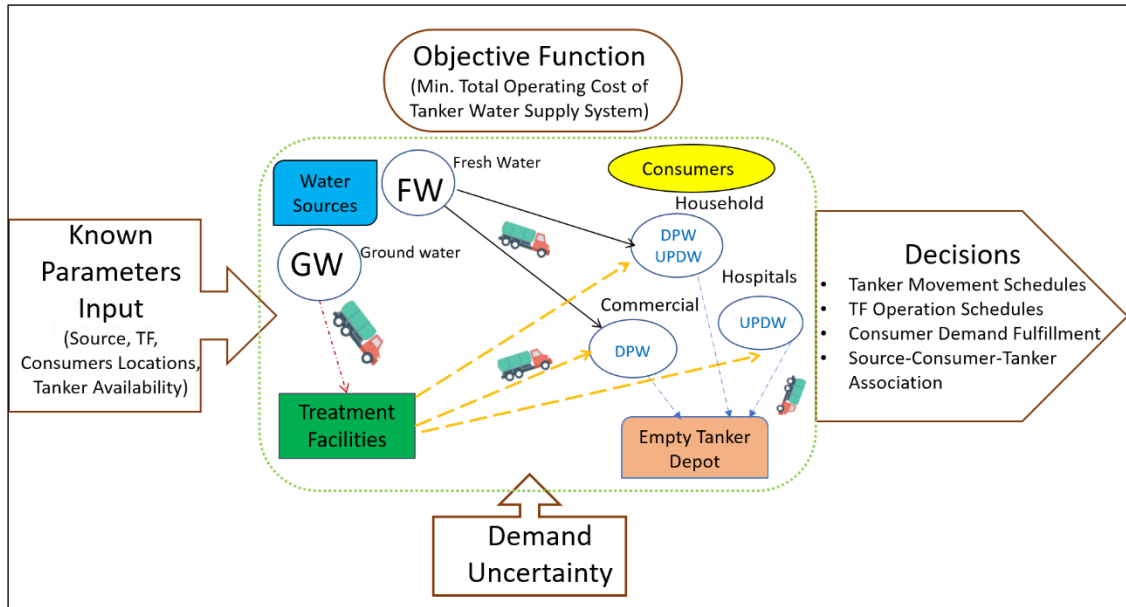 Objective Function
(Min. Total Operating Cost of
Tanker Water Supply System)
Known
Parameters
Input
(Source, TF,
Consumers Locations,
Tanker Availability)
Water
Sources
FW
Fresh Water
GW
Ground water
Consumers
Household
DPW
UPDW
Hospitals
UPDW
Commercial
DPW
Treatment
Facilities
Empty Tanker
Depot
Decisions
• Tanker Movement Schedules
• TF Operation Schedules
• Consumer Demand Fulfillment
• Source-Consumer-Tanker
Association
Demand
Uncertainty